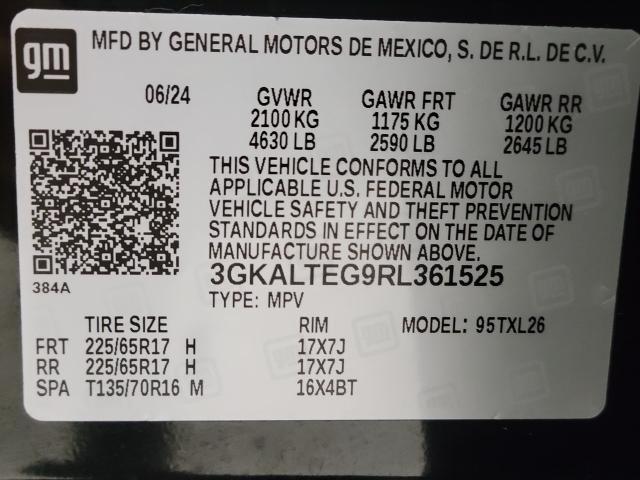 gm
MFD BY GENERAL MOTORS DE MEXICO, S. DE R.L. DE C.V.
06/24 GVWR GAWR FRT GAWR RR
2100 KG 1175 KG 1200 KG
4630 LB 2590 LB 2645 LB
THIS VEHICLE CONFORMS TO ALL
APPLICABLE U.S. FEDERAL MOTOR
VEHICLE SAFETY AND THEFT PREVENTION
STANDARDS IN EFFECT ON THE DATE OF
MANUFACTURE SHOWN ABOVE.
384A
3GKALTEG9RL361525
TYPE: MPV
TIRE SIZE RIM MODEL: 95TXL26
FRT 225/65R17 H 17X7J
RR 225/65R17 H 17X7J
SPA T135/70R16 M 16X4BT